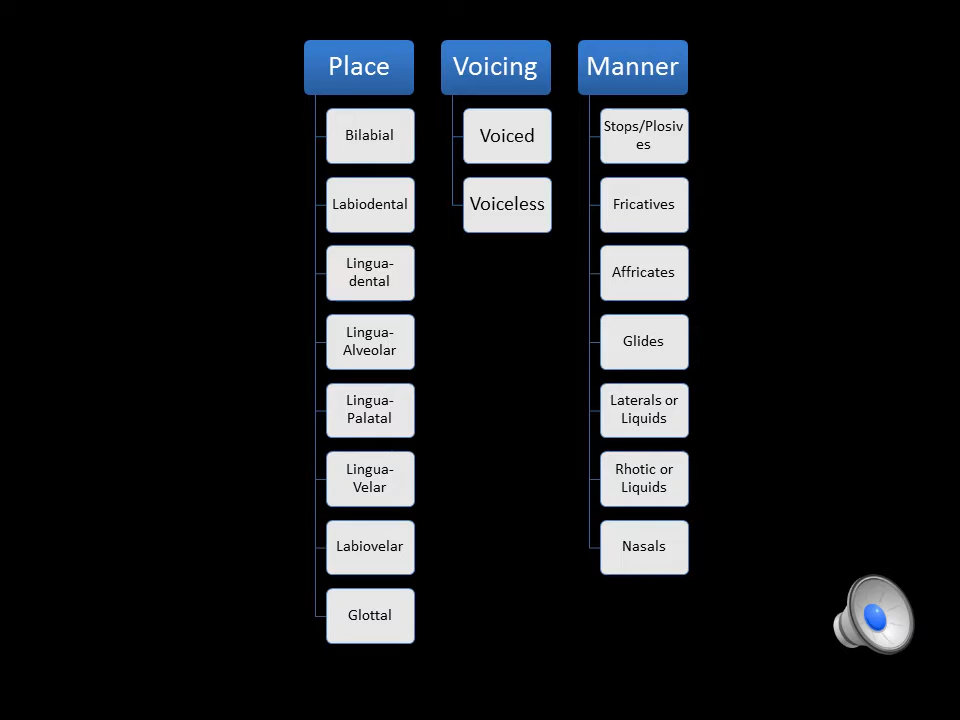 Place
Bilabial
Labiodental
Lingua-
dental
Lingua-
Alveolar
Lingua-
Palatal
Lingua-
Velar
Labiovelar
Glottal
Voicing
Voiced
Voiceless
Manner
Stops/Plosiv
es
Fricatives
Affricates
Glides
Laterals or
Liquids
Rhotic or
Liquids
Nasals